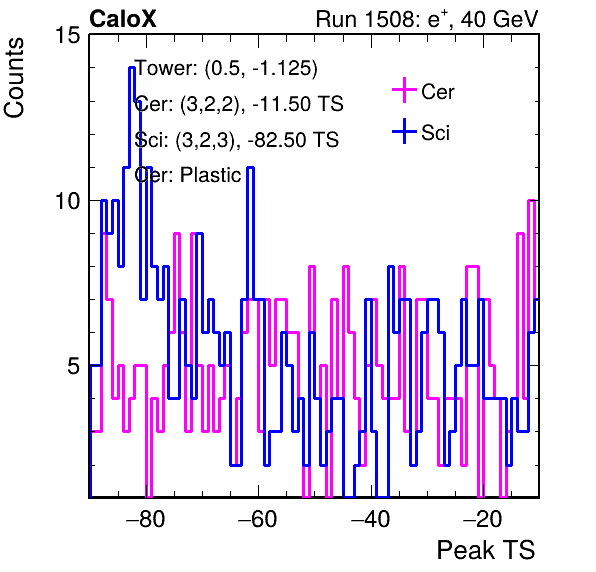 CaloX Run 1508: e⁺, 40 GeV
Counts
15
Tower: (0.5, -1.125)
Cer: (3,2,2), -11.50 TS
Cer
Sci: (3,2,3), -82.50 TS
Sci
Cer: Plastic
10
5
−80 −60 −40 −20
Peak TS